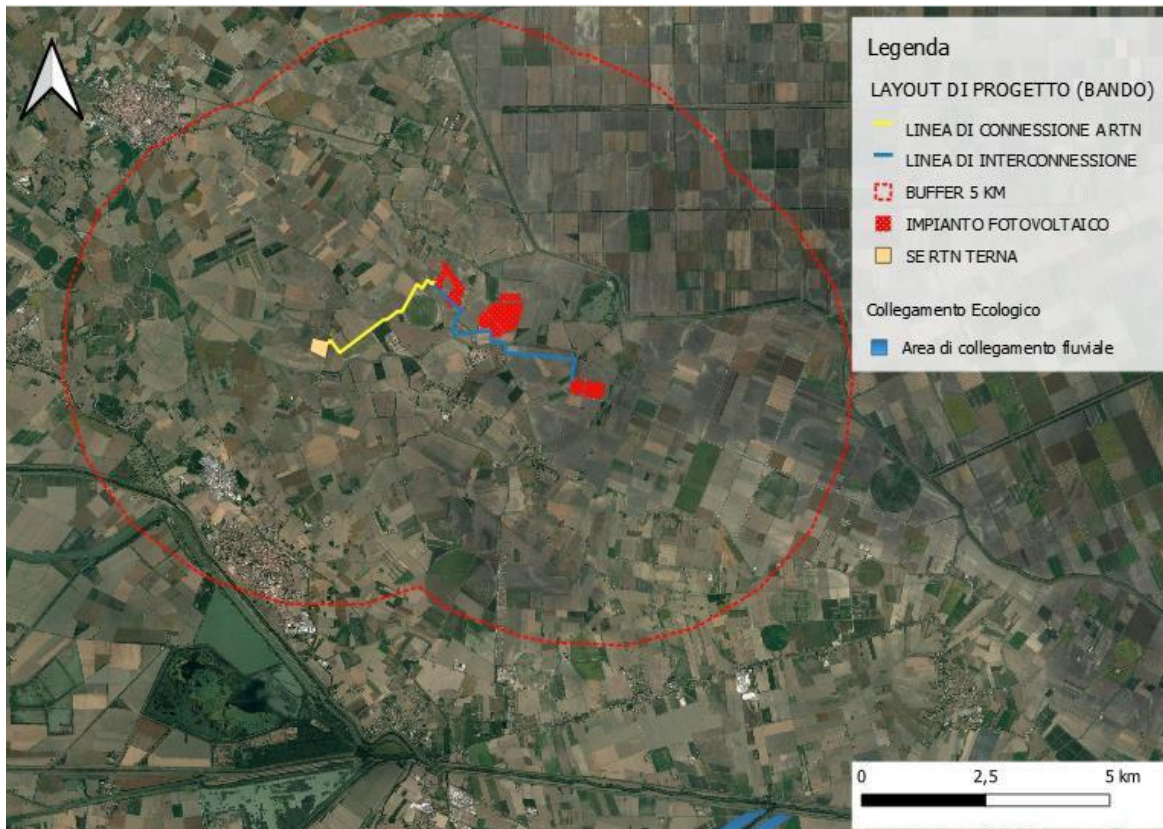 Legenda
LAYOUT DI PROGETTO (BANDO)
LINEA DI CONNESSIONE A RTN
LINEA DI INTERCONNESSIONE
BUFFER 5 KM
IMPIANTO FOTOVOLTAICO
SE RTN TERNA
Collegamento Ecologico
Area di collegamento fluviale
0 2,5 5 km